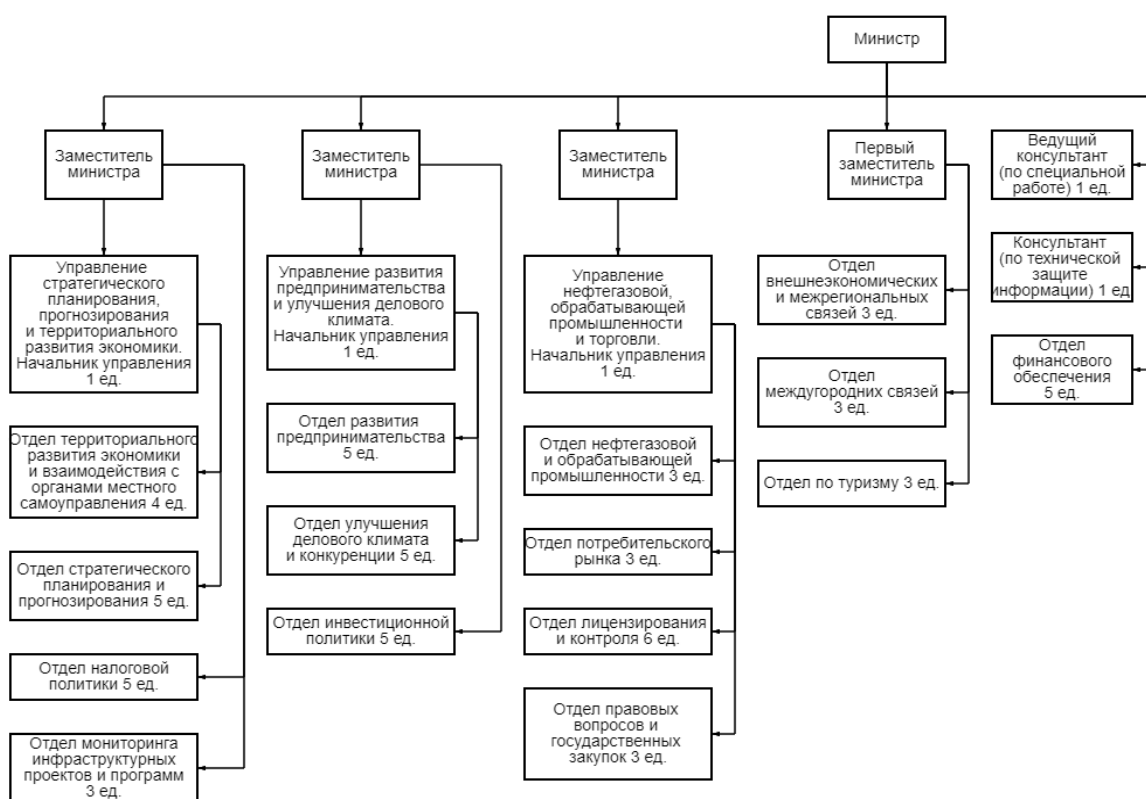 Министр
Заместитель
министра
Заместитель
министра
Заместитель
министра
Первый
заместитель
министра
Ведущий
консультант
(по специальной
работе) 1 ед.
Управление
стратегического
планирования,
прогнозирования
и территориального
развития экономики.
Начальник управления
1 ед.
Управление развития
предпринимательства
и улучшения делового
климата.
Начальник управления
1 ед.
Управление
нефтегазовой,
обрабатывающей
промышленности
и торговли.
Начальник управления
1 ед.
Отдел
внешнеэкономических
и межрегиональных
связей 3 ед.
Консультант
(по технической
защите
информации) 1 ед.
Отдел
финансового
обеспечения
5 ед.
Отдел
междугородних связей
3 ед.
Отдел территориального
развития экономики
и взаимодействия с
органами местного
самоуправления 4 ед.
Отдел развития
предпринимательства
5 ед.
Отдел нефтегазовой
и обрабатывающей
промышленности 3 ед.
Отдел по туризму 3 ед.
Отдел стратегического
планирования и
прогнозирования 5 ед.
Отдел улучшения
делового климата
и конкуренции 5 ед.
Отдел потребительского
рынка 3 ед.
Отдел налоговой
политики 5 ед.
Отдел инвестиционной
политики 5 ед.
Отдел лицензирования
и контроля 6 ед.
Отдел мониторинга
инфраструктурных
проектов и программ
3 ед.
Отдел правовых
вопросов и
государственных
закупок 3 ед.